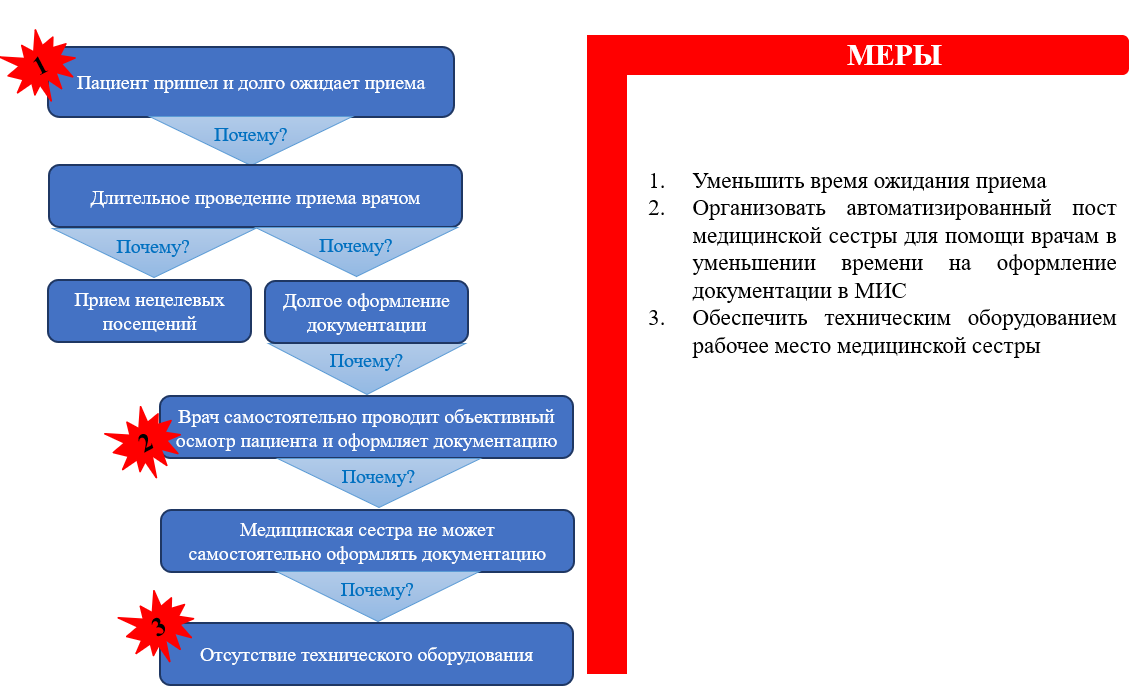 1
Пациент пришел и долго ожидает приема
Почему?
Длительное проведение приема врачом
Почему?
Почему?
Прием нецелевых
посещений
Долгое оформление
документации
Почему?
2
Врач самостоятельно проводит объективный
осмотр пациента и оформляет документацию
Почему?
Медицинская сестра не может
самостоятельно оформлять документацию
Почему?
3
Отсутствие технического оборудования
МЕРЫ
1. Уменьшить время ожидания приема
2. Организовать автоматизированный пост
медицинской сестры для помощи врачам в
уменьшении времени на оформление
документации в МИС
3. Обеспечить техническим оборудованием
рабочее место медицинской сестры